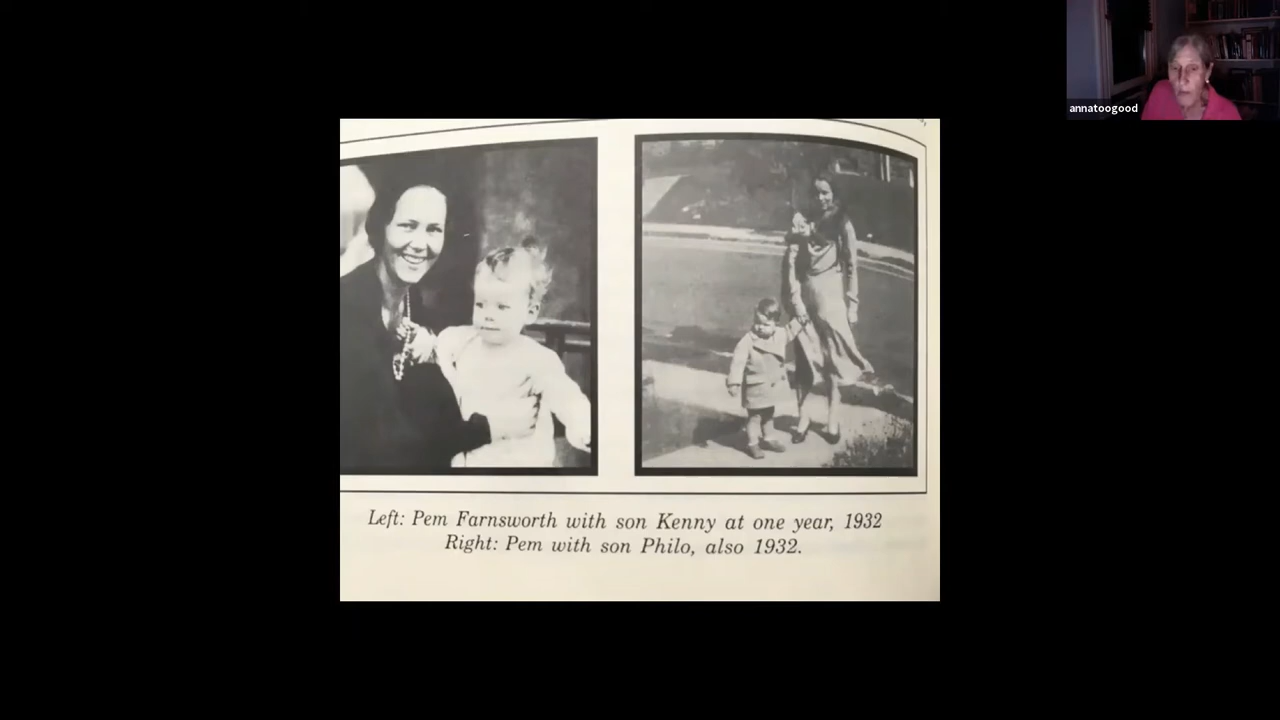 annatoogood
Left: Pem Farnsworth with son Kenny at one year, 1932
Right: Pem with son Philo, also 1932.